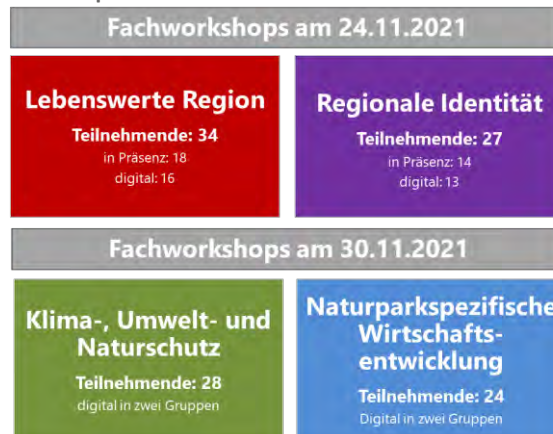 Fachworkshops am 24.11.2021
Lebenswerte Region
Teilnehmende: 34
in Präsenz: 18
digital: 16
Regionale Identität
Teilnehmende: 27
in Präsenz: 14
digital: 13
Fachworkshops am 30.11.2021
Klima-, Umwelt- und
Naturschutz
Teilnehmende: 28
digital in zwei Gruppen
Naturparkspezifische
Wirtschafts-
entwicklung
Teilnehmende: 24
Digital in zwei Gruppen